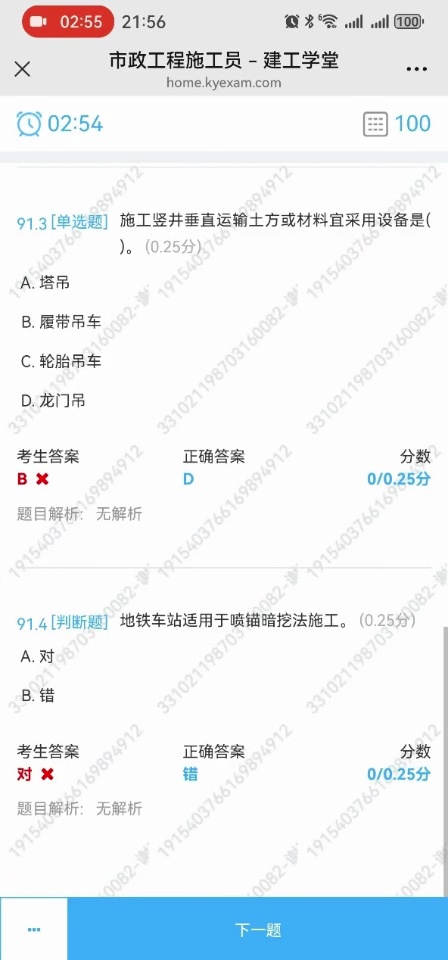 02:55 21:56 6 100
市政工程施工员 – 建工学堂
home.kyexam.com
02:54 100
91.3 [单选题] 施工竖井垂直运输土方或材料宜采用设备是(
)。 (0.25分)
A. 塔吊
B. 履带吊车
C. 轮胎吊车
D. 龙门吊
考生答案 正确答案 分数
B D 0/0.25分
题目解析: 无解析
91.4 [判断题] 地铁车站适用于喷锚暗挖法施工。 (0.25分)
A. 对
B. 错
考生答案 正确答案 分数
对 错 0/0.25分
题目解析: 无解析
下一题